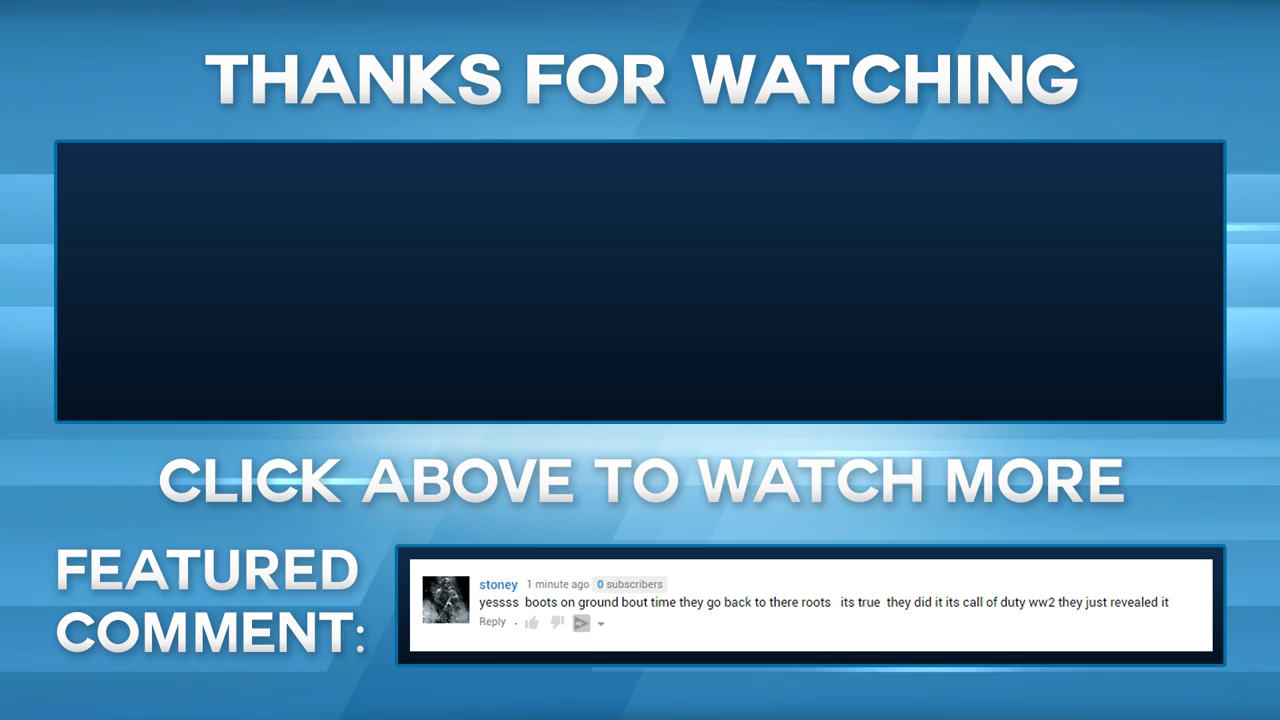 THANKS FOR WATCHING
CLICK ABOVE TO WATCH MORE
FEATURED
COMMENT:
stoney 1 minute ago 0 subscribers
yessss boots on ground bout time they go back to there roots its true they did it its call of duty ww2 they just revealed it
Reply